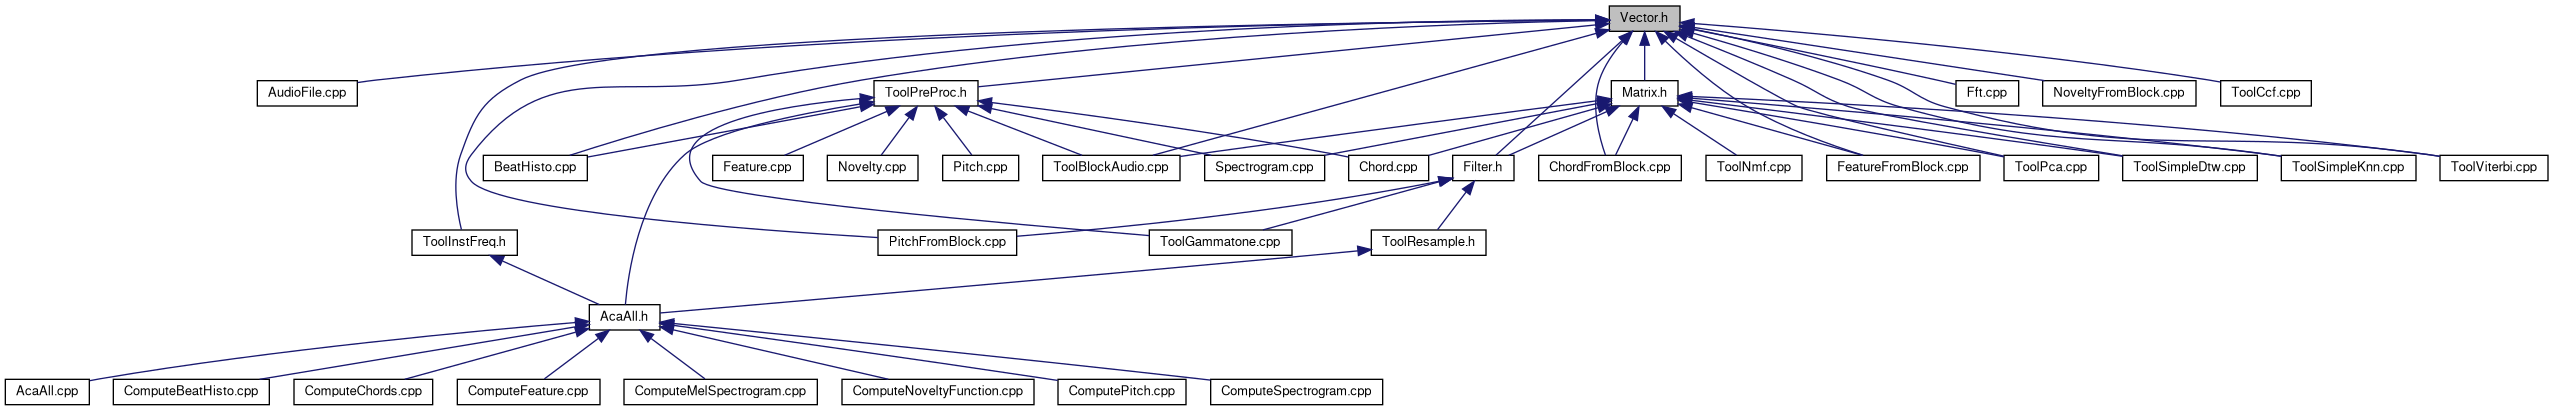 Vector.h
AudioFile.cpp
ToolPreProc.h
Matrix.h
Fft.cpp
NoveltyFromBlock.cpp
ToolCcf.cpp
BeatHisto.cpp
Feature.cpp
Novelty.cpp
Pitch.cpp
ToolBlockAudio.cpp
Spectrogram.cpp
Chord.cpp
Filter.h
ChordFromBlock.cpp
ToolNmf.cpp
FeatureFromBlock.cpp
ToolPca.cpp
ToolSimpleDtw.cpp
ToolSimpleKnn.cpp
ToolViterbi.cpp
ToolInstFreq.h
PitchFromBlock.cpp
ToolGammatone.cpp
ToolResample.h
AcaAll.h
AcaAll.cpp
ComputeBeatHisto.cpp
ComputeChords.cpp
ComputeFeature.cpp
ComputeMelSpectrogram.cpp
ComputeNoveltyFunction.cpp
ComputePitch.cpp
ComputeSpectrogram.cpp